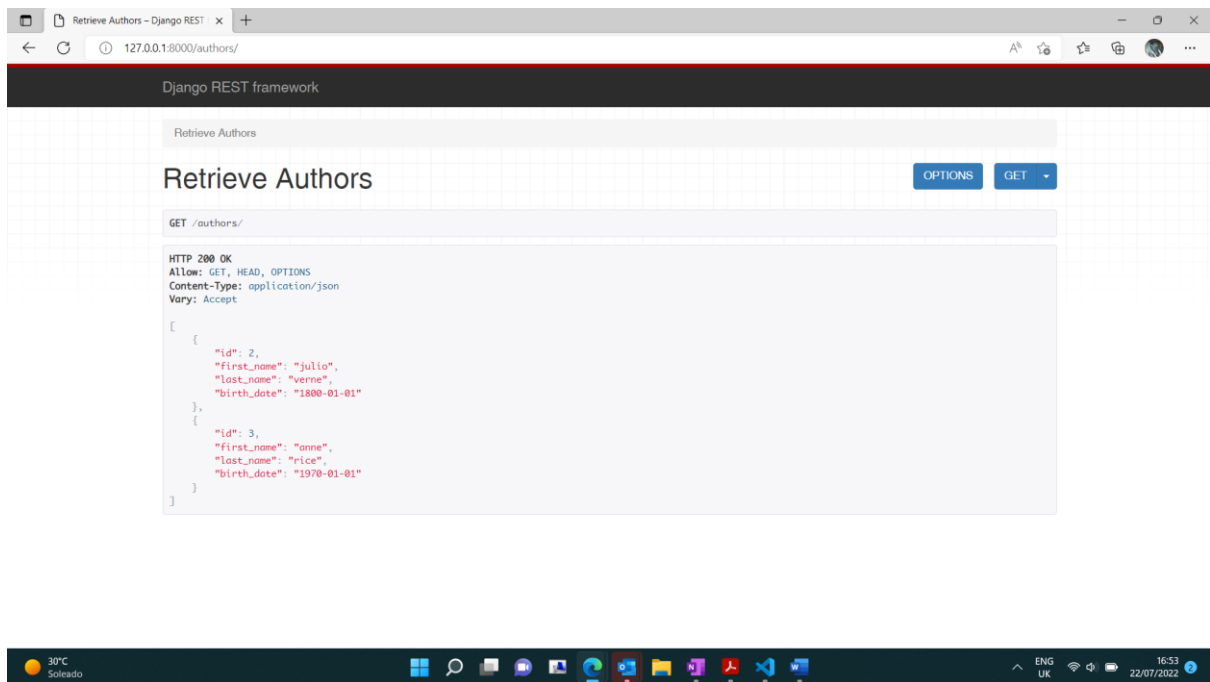 Retrieve Authors – Django REST
127.0.0.1:8000/authors/
Django REST framework
Retrieve Authors
Retrieve Authors
OPTIONS GET
GET /authors/
HTTP 200 OK
Allow: GET, HEAD, OPTIONS
Content-Type: application/json
Vary: Accept
[
{
"id": 2,
"first_name": "julio",
"last_name": "verne",
"birth_date": "1800-01-01"
},
{
"id": 3,
"first_name": "anne",
"last_name": "rice",
"birth_date": "1970-01-01"
}
]
30°C
Soleado
ENG
UK
16:53
22/07/2022
2